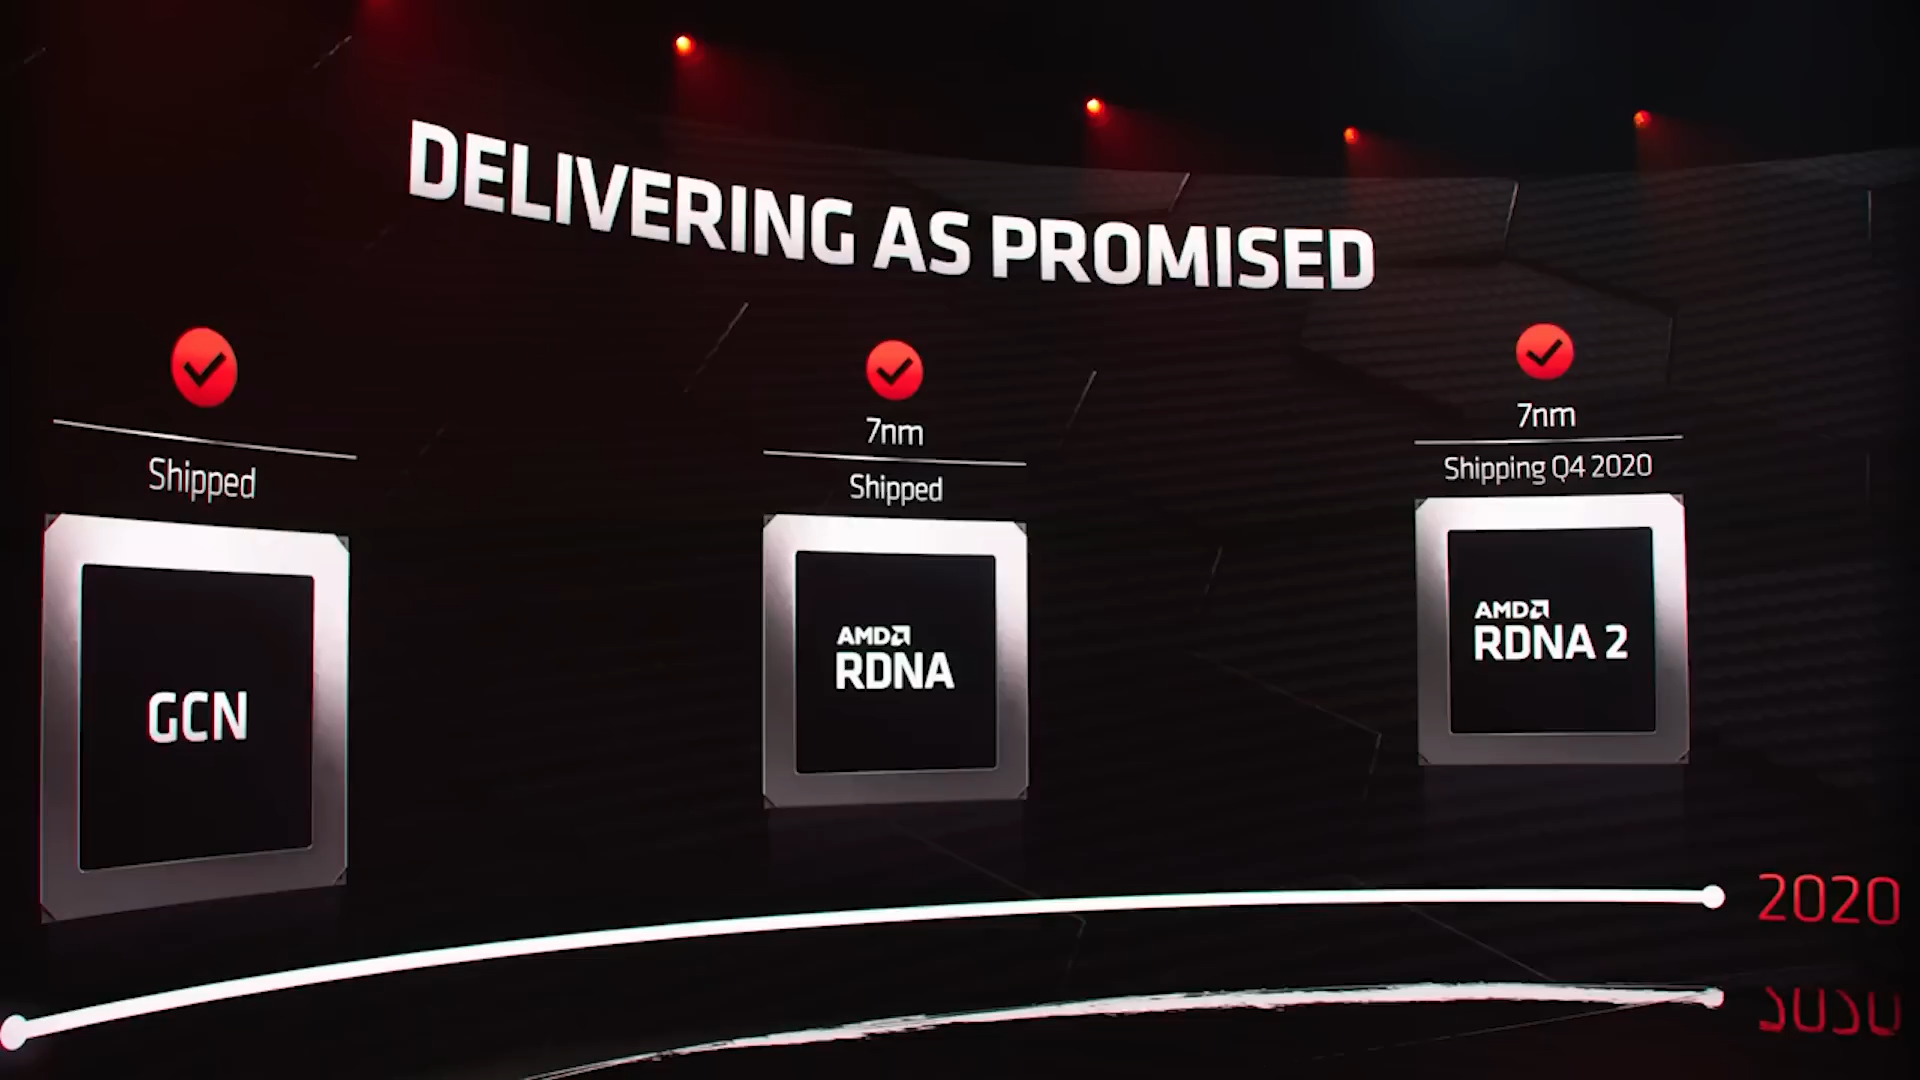 DELIVERING AS PROMISED
Shipped
GCN
7nm
Shipped
AMD
RDNA
7nm
Shipping Q4 2020
AMD
RDNA 2
2020